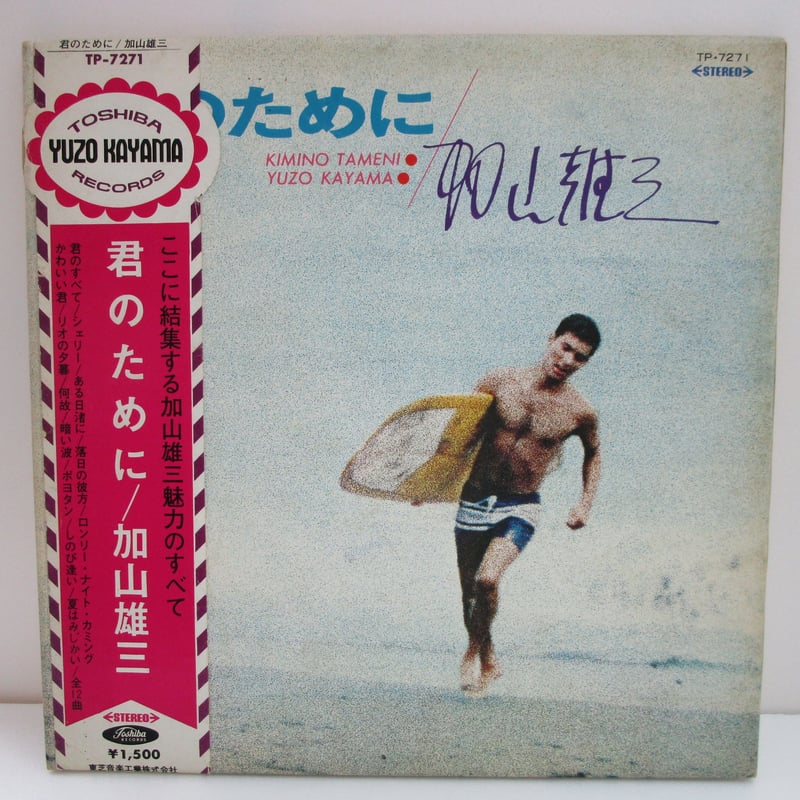 君のために/加山雄三
TP-7271
TOSHIBA
YUZO KAYAMA
RECORDS
ここに結集する加山雄三魅力のすべて
君のために/加山雄三
君のすべて/シェリー/ある日渚に/落日の彼方/ロンリー・ナイト・カミング
かわいい君/リオの夕暮/何故/暗い波/ボヨタン/しのび逢い/夏はみじかい/全12曲
STEREO
Toshiba
RECORDS
¥1,500
東芝音楽工業株式会社
TP・7271
STEREO
のために
KIMINO TAMENI
YUZO KAYAMA
加山雄三